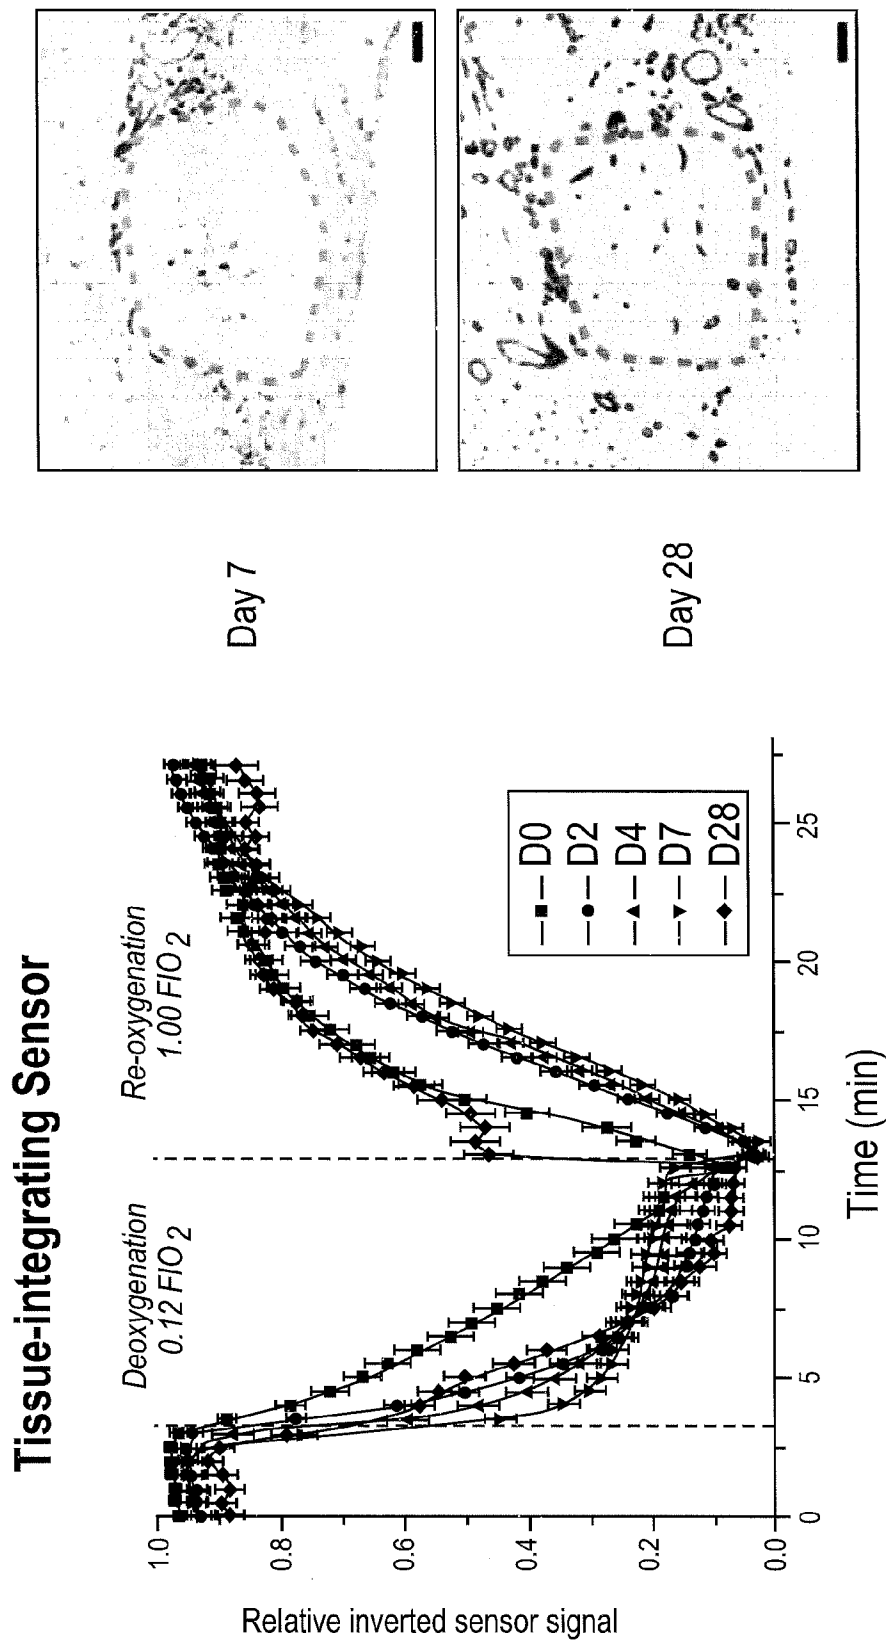 Tissue-integrating Sensor
Deoxygenation
0.12 FIO2
Re-oxygenation
1.00 FIO2
Relative inverted sensor signal
1.0
0.8
0.6
0.4
0.2
0.0
0
5
10
15
20
25
Time (min)
D0
D2
D4
D7
D28
Day 7
Day 28